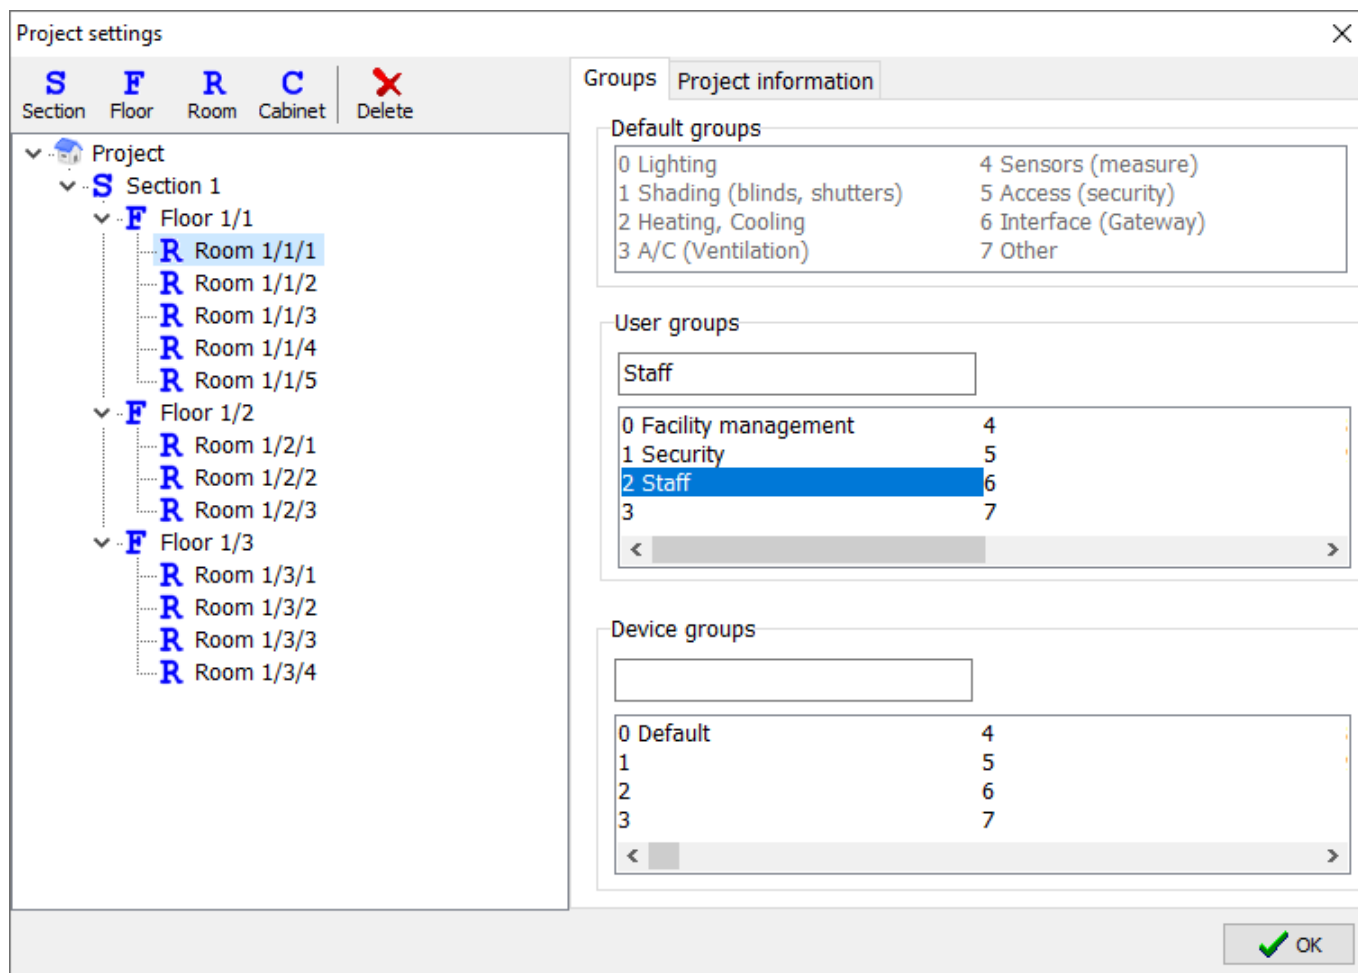 Project settings
S F R C
Section Floor Room Cabinet Delete
Project
S Section 1
F Floor 1/1
R Room 1/1/1
R Room 1/1/2
R Room 1/1/3
R Room 1/1/4
R Room 1/1/5
F Floor 1/2
R Room 1/2/1
R Room 1/2/2
R Room 1/2/3
F Floor 1/3
R Room 1/3/1
R Room 1/3/2
R Room 1/3/3
R Room 1/3/4
Groups Project information
Default groups
0 Lighting 4 Sensors (measure)
1 Shading (blinds, shutters) 5 Access (security)
2 Heating, Cooling 6 Interface (Gateway)
3 A/C (Ventilation) 7 Other
User groups
Staff
0 Facility management 4
1 Security 5
2 Staff 6
3 7
Device groups
0 Default 4
1 5
2 6
3 7
OK